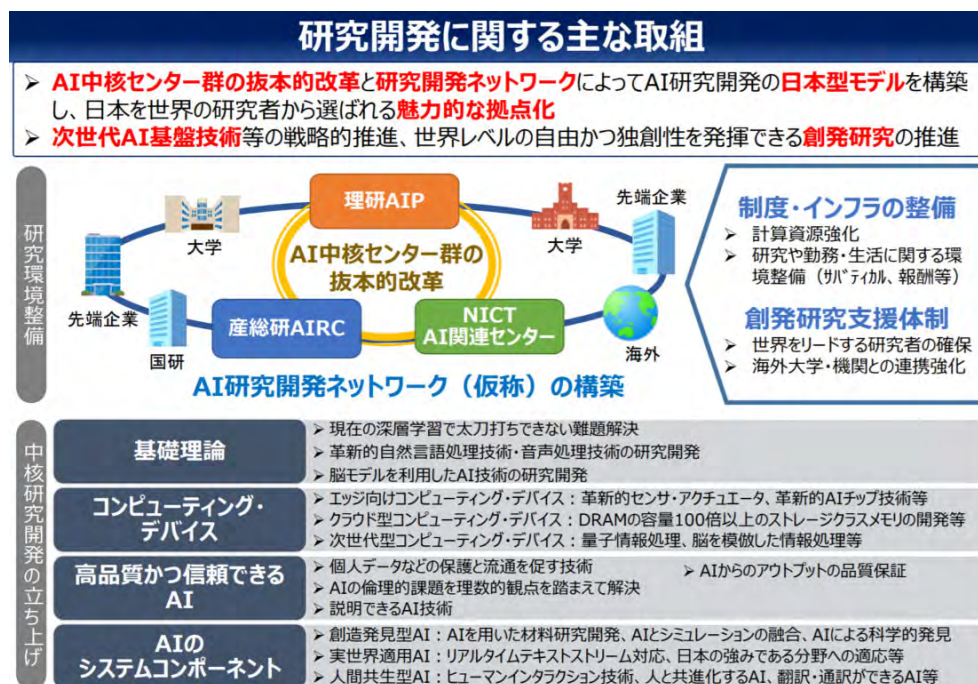 研究開発に関する主な取組
➢ AI中核センター群の抜本的改革と研究開発ネットワークによってAI研究開発の日本型モデルを構築
し、日本を世界の研究者から選ばれる魅力的な拠点化
➢ 次世代AI基盤技術等の戦略的推進、世界レベルの自由かつ独創性を発揮できる創発研究の推進
研究環境整備
大学
理研AIP
大学
先端企業
AI中核センター群の
抜本的改革
先端企業
国研
産総研AIRC
NICT
AI関連センター
海外
AI研究開発ネットワーク（仮称）の構築
制度・インフラの整備
➢ 計算資源強化
➢ 研究や勤務・生活に関する環
境整備（ｻﾊﾞﾃｨｶﾙ、報酬等）
創発研究支援体制
➢ 世界をリードする研究者の確保
➢ 海外大学・機関との連携強化
中核研究開発の立ち上げ
基礎理論
➢ 現在の深層学習で太刀打ちできない難題解決
➢ 革新的自然言語処理技術・音声処理技術の研究開発
➢ 脳モデルを利用したAI技術の研究開発
コンピューティング・
デバイス
➢ エッジ向けコンピューティング・デバイス：革新的センサ・アクチュエータ、革新的AIチップ技術等
➢ クラウド型コンピューティング・デバイス：DRAMの容量100倍以上のストレージクラスメモリの開発等
➢ 次世代型コンピューティング・デバイス：量子情報処理、脳を模倣した情報処理等
高品質かつ信頼できる
AI
➢ 個人データなどの保護と流通を促す技術
➢ AIの倫理的課題を理数的観点を踏まえて解決
➢ 説明できるAI技術
➢ AIからのアウトプットの品質保証
AIの
システムコンポーネント
➢ 創造発見型AI：AIを用いた材料研究開発、AIとシミュレーションの融合、AIによる科学的発見
➢ 実世界適用AI：リアルタイムテキストストリーム対応、日本の強みである分野への適応等
➢ 人間共生型AI：ヒューマンインタラクション技術、人と共進化するAI、翻訳・通訳ができるAI等